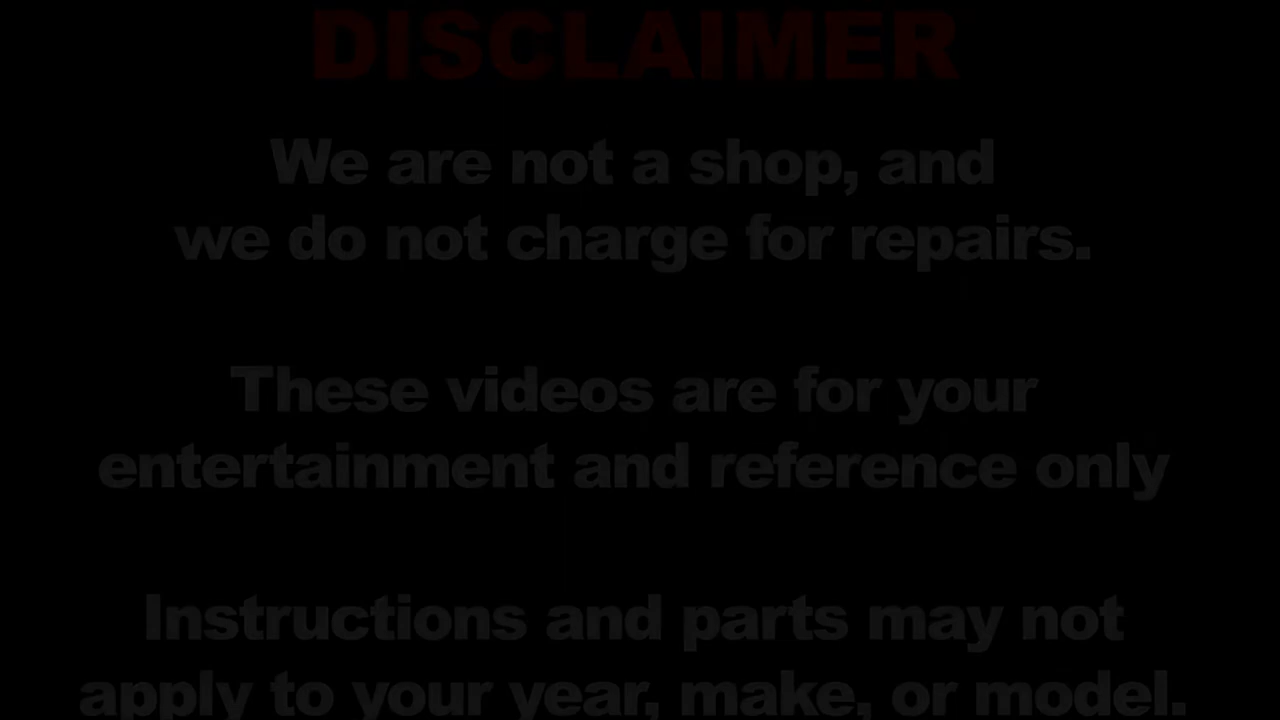 DISCLAIMER
We are not a shop, and
we do not charge for repairs.
These videos are for your
entertainment and reference only
Instructions and parts may not
apply to your year, make, or model.